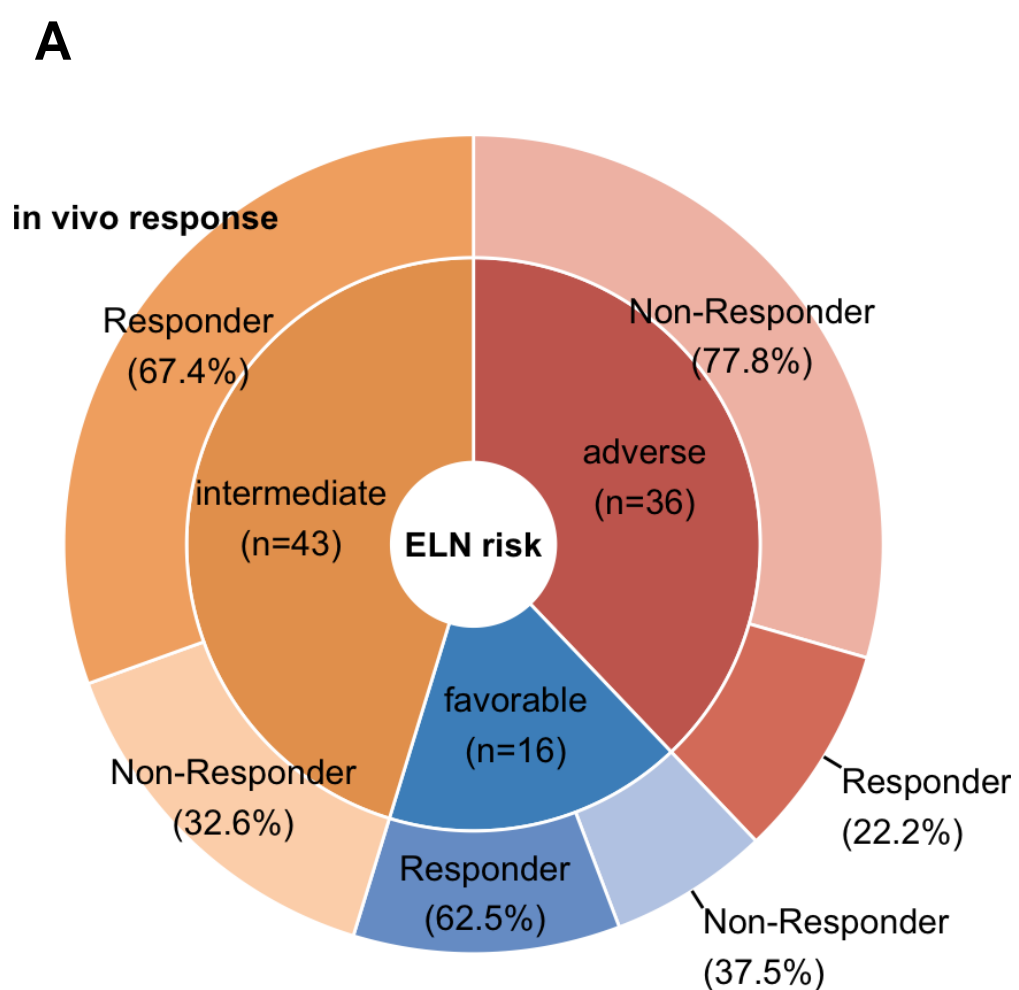 A
in vivo response
Responder
(67.4%)
Non-Responder
(77.8%)
adverse
(n=36)
intermediate
(n=43)
ELN risk
favorable
(n=16)
Non-Responder
(32.6%)
Responder
(22.2%)
Responder
(62.5%)
Non-Responder
(37.5%)